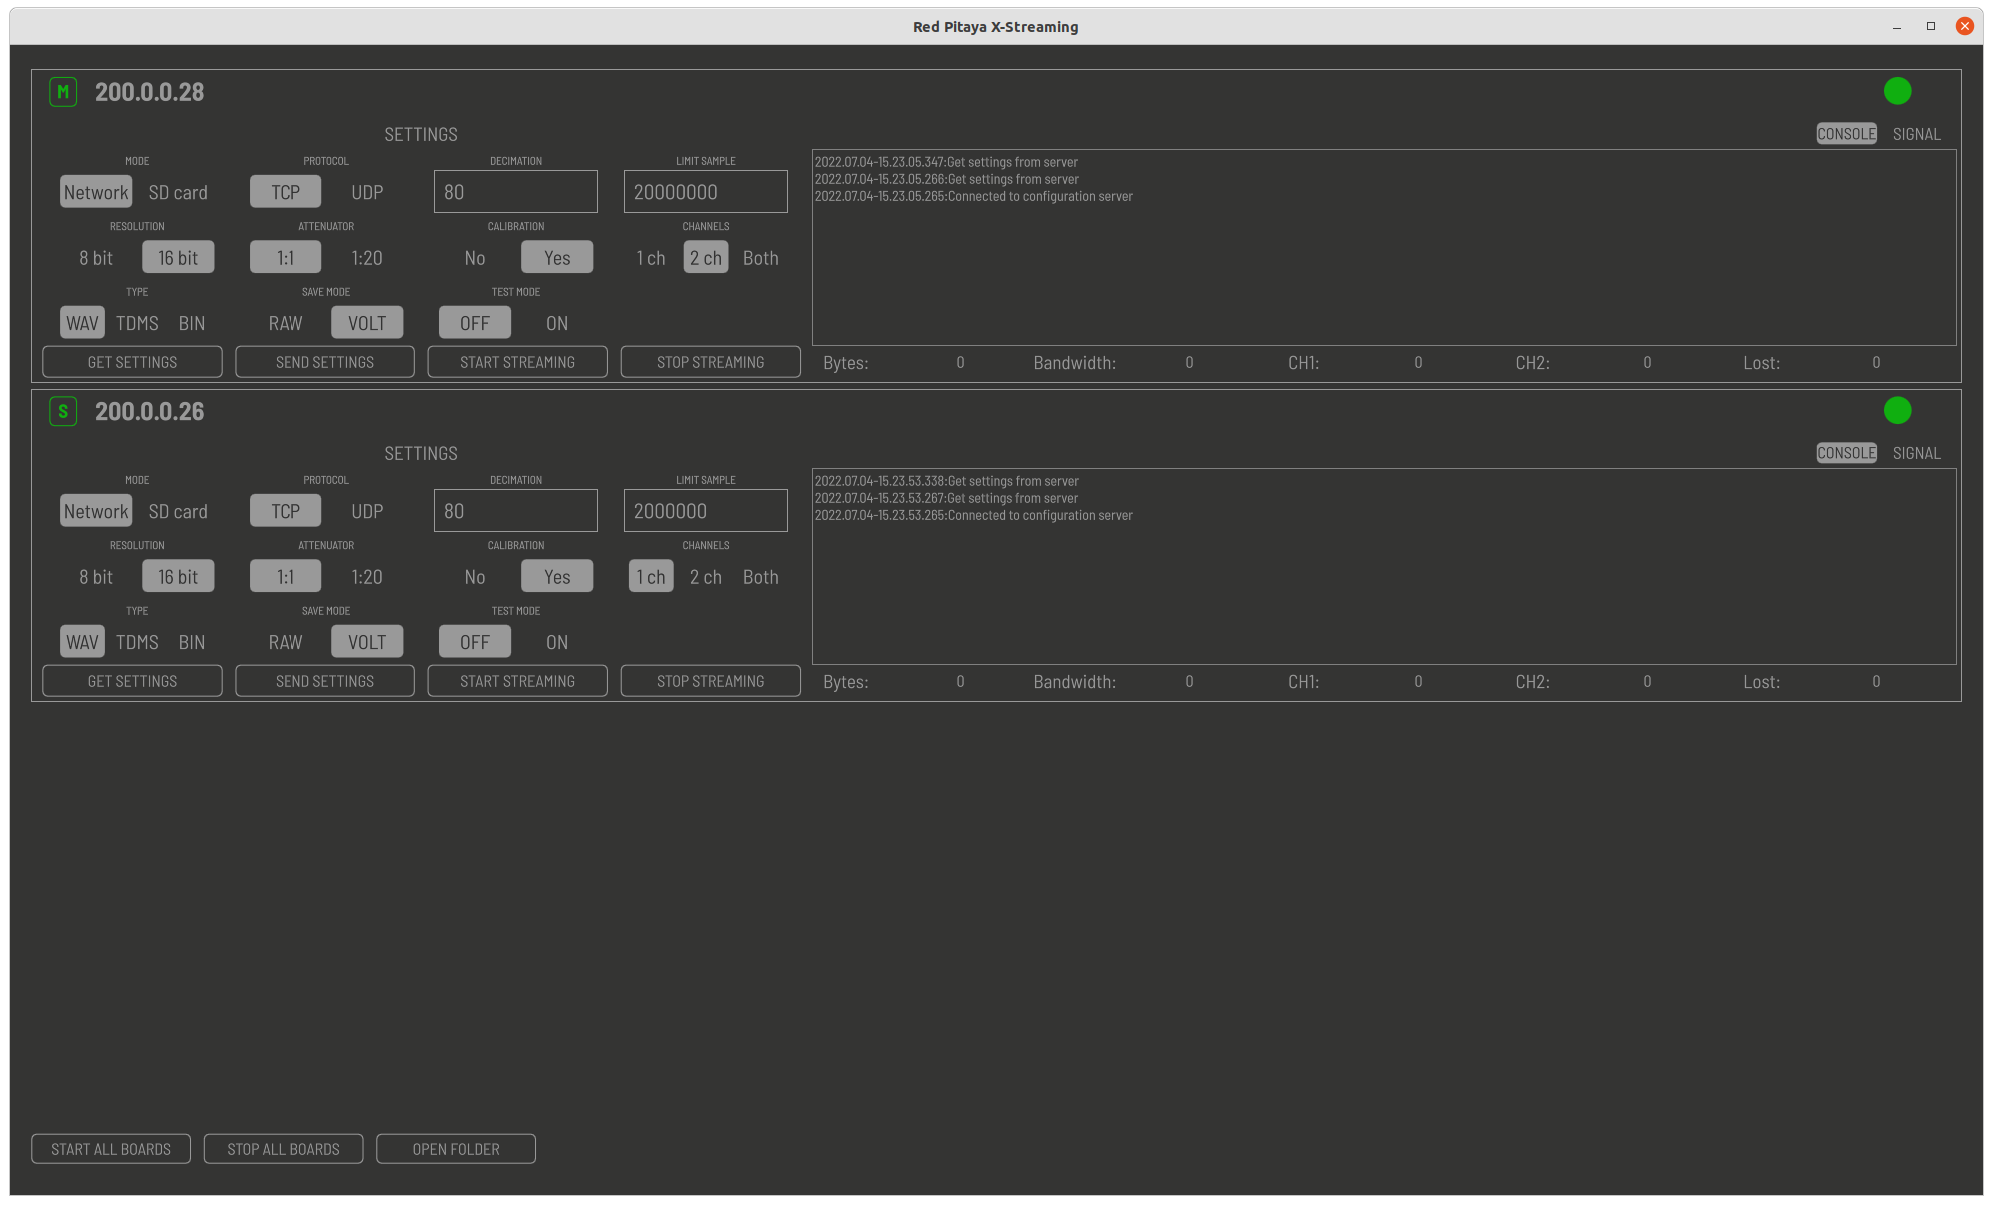 Red Pitaya X-Streaming
M 200.0.0.28
SETTINGS
CONSOLE SIGNAL
MODE PROTOCOL DECIMATION LIMIT SAMPLE
Network SD card TCP UDP 80 20000000
RESOLUTION ATTENUATOR CALIBRATION CHANNELS
8 bit 16 bit 1:1 1:20 No Yes 1 ch 2 ch Both
TYPE SAVE MODE TEST MODE
WAV TDMS BIN RAW VOLT OFF ON
GET SETTINGS SEND SETTINGS START STREAMING STOP STREAMING
2022.07.04-15.23.05.347:Get settings from server
2022.07.04-15.23.05.266:Get settings from server
2022.07.04-15.23.05.265:Connected to configuration server
Bytes: 0 Bandwidth: 0 CH1: 0 CH2: 0 Lost: 0
S 200.0.0.26
SETTINGS
CONSOLE SIGNAL
MODE PROTOCOL DECIMATION LIMIT SAMPLE
Network SD card TCP UDP 80 2000000
RESOLUTION ATTENUATOR CALIBRATION CHANNELS
8 bit 16 bit 1:1 1:20 No Yes 1 ch 2 ch Both
TYPE SAVE MODE TEST MODE
WAV TDMS BIN RAW VOLT OFF ON
GET SETTINGS SEND SETTINGS START STREAMING STOP STREAMING
2022.07.04-15.23.53.338:Get settings from server
2022.07.04-15.23.53.267:Get settings from server
2022.07.04-15.23.53.265:Connected to configuration server
Bytes: 0 Bandwidth: 0 CH1: 0 CH2: 0 Lost: 0
START ALL BOARDS STOP ALL BOARDS OPEN FOLDER